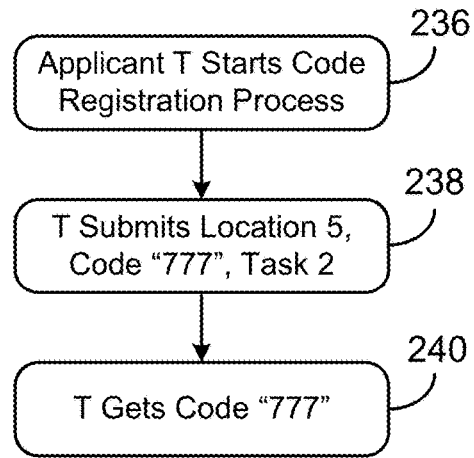 236
Applicant T Starts Code
Registration Process
238
T Submits Location 5,
Code “777”, Task 2
240
T Gets Code “777”